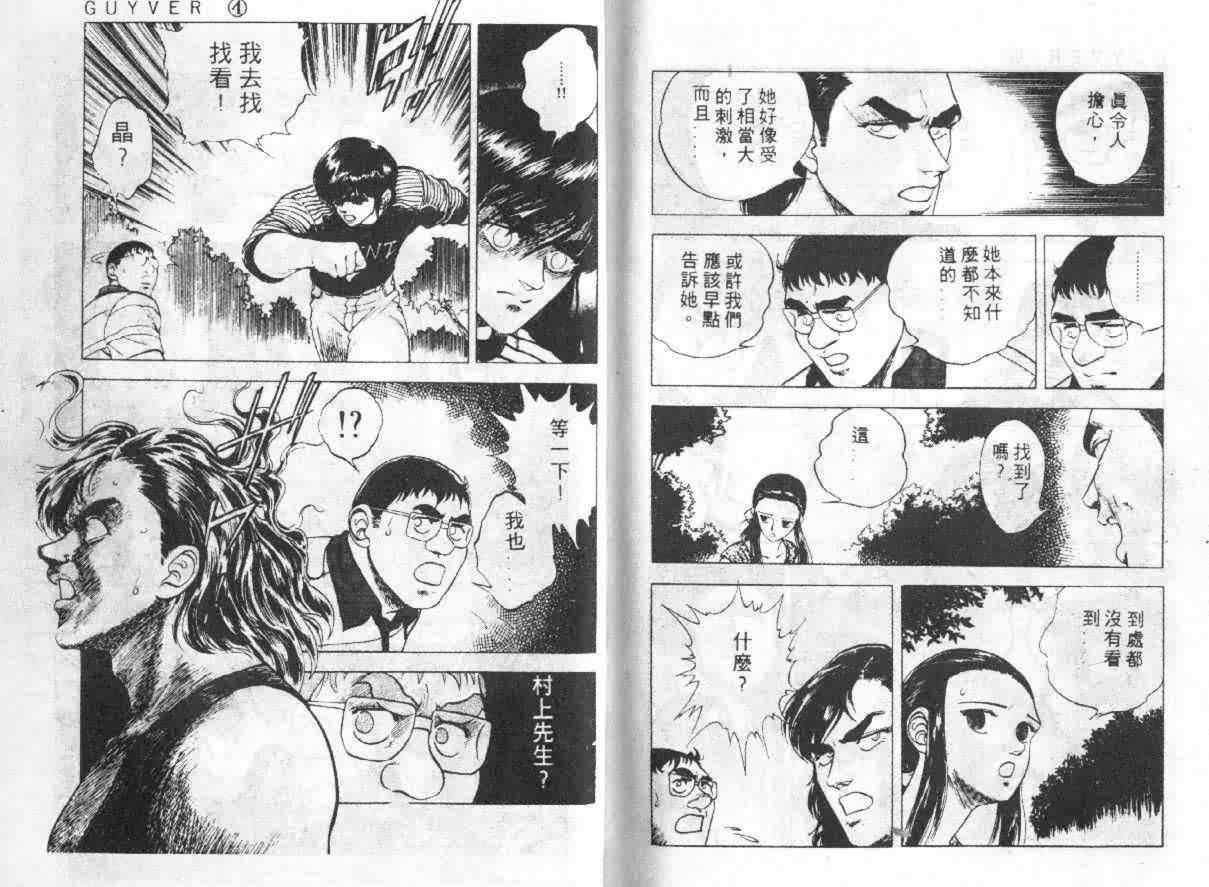 眞令人
擔心，
她好像受
了相當大
的刺激，
而且……
………
她本來什
麼都不知
道的……
或許我們
應該早點
告訴她。
找到了
嗎？
這……
到處都
沒有看
到……
什麼？
GUYVER ④
……!!
我去找
找看！
晶？
等一下！
我也……
!?
村上先生？